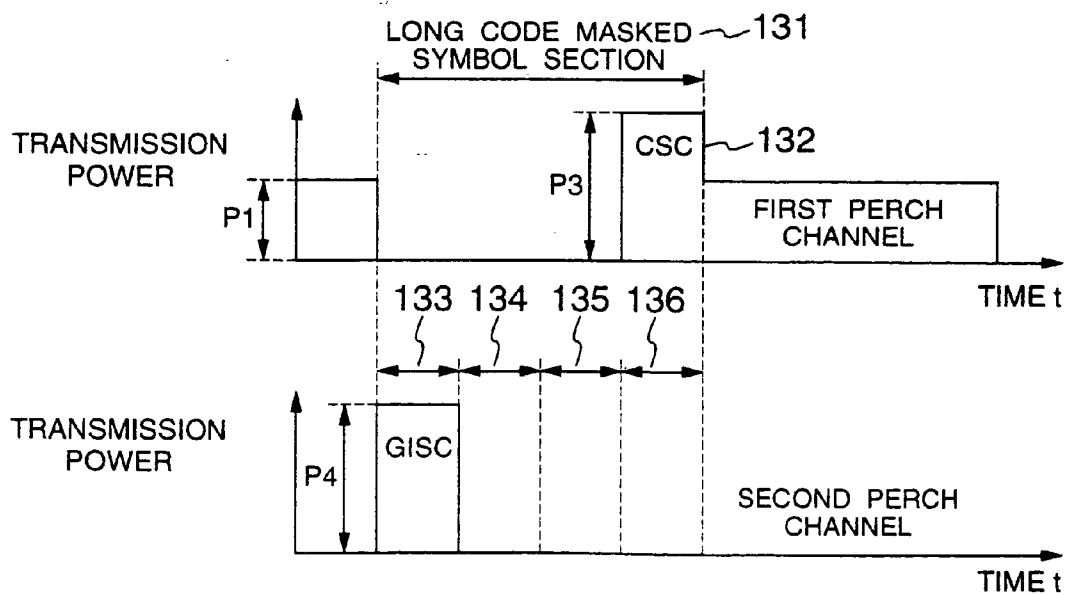 LONG CODE MASKED 131
SYMBOL SECTION
TRANSMISSION
POWER
P1
P3
CSC 132
FIRST PERCH
CHANNEL
TIME t
133 134 135 136
TRANSMISSION
POWER
P4
GISC
SECOND PERCH
CHANNEL
TIME t